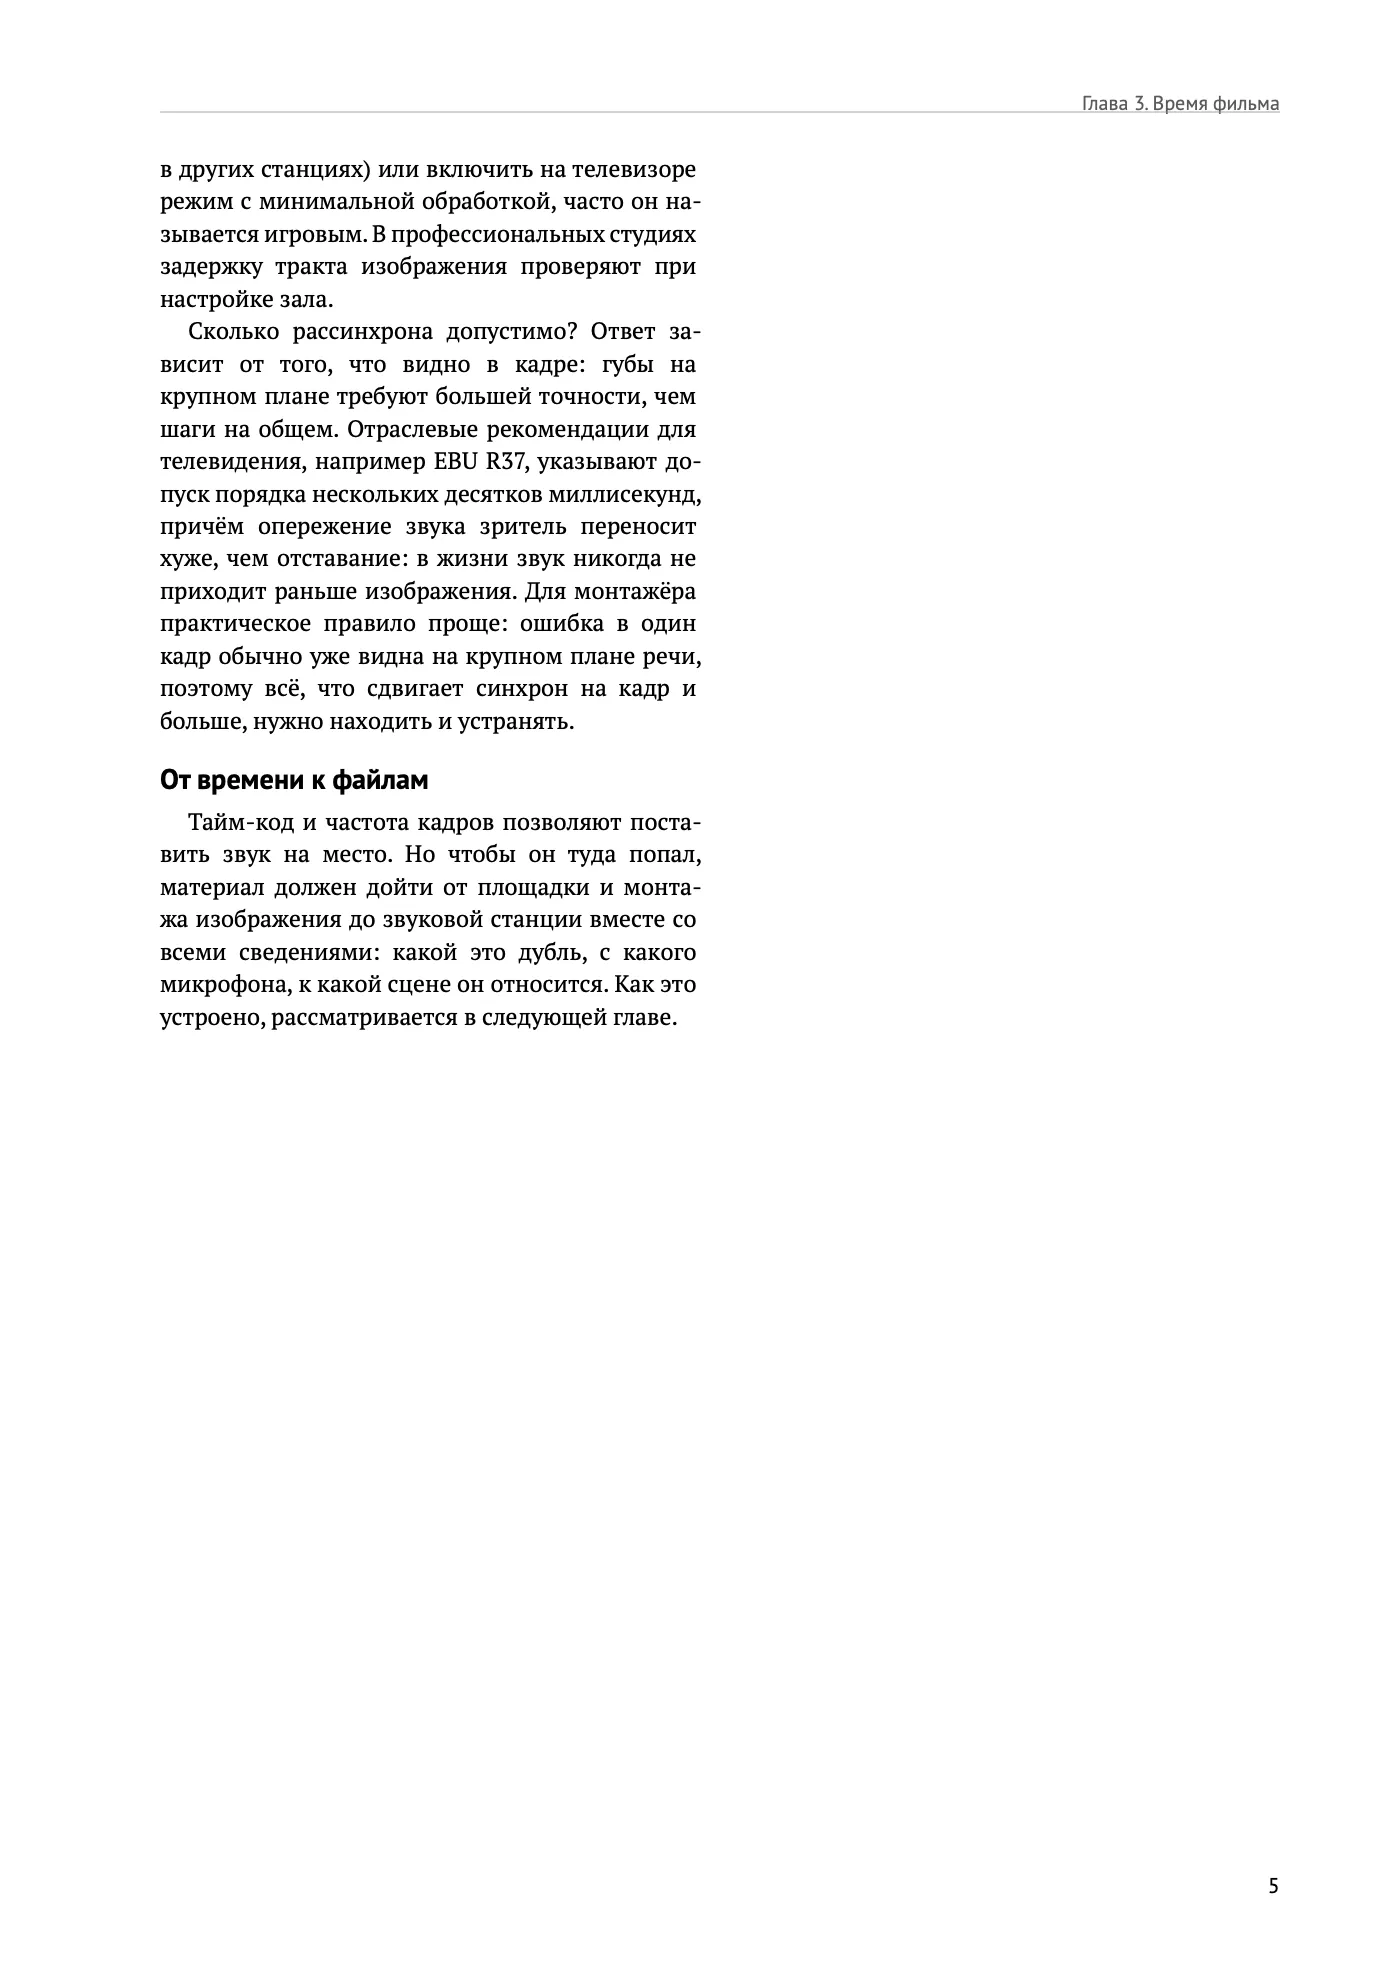 Глава 3. Время фильма
в других станциях) или включить на телевизоре
режим с минимальной обработкой, часто он на-
зывается игровым. В профессиональных студиях
задержку тракта изображения проверяют при
настройке зала.
Сколько рассинхрона допустимо? Ответ за-
висит от того, что видно в кадре: губы на
крупном плане требуют большей точности, чем
шаги на общем. Отраслевые рекомендации для
телевидения, например EBU R37, указывают до-
пуск порядка нескольких десятков миллисекунд,
причём опережение звука зритель переносит
хуже, чем отставание: в жизни звук никогда не
приходит раньше изображения. Для монтажёра
практическое правило проще: ошибка в один
кадр обычно уже видна на крупном плане речи,
поэтому всё, что сдвигает синхрон на кадр и
больше, нужно находить и устранять.
От времени к файлам
Тайм-код и частота кадров позволяют поста-
вить звук на место. Но чтобы он туда попал,
материал должен дойти от площадки и монта-
жа изображения до звуковой станции вместе со
всеми сведениями: какой это дубль, с какого
микрофона, к какой сцене он относится. Как это
устроено, рассматривается в следующей главе.
5